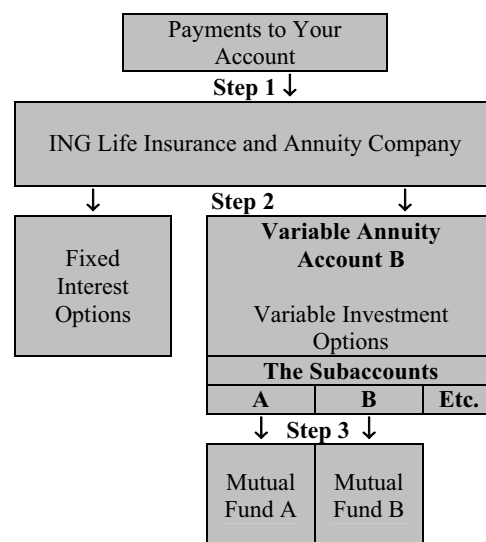 Payments to Your
Account
Step 1 ↓
ING Life Insurance and Annuity Company
↓ Step 2 ↓
Fixed
Interest
Options
Variable Annuity
Account B
Variable Investment
Options
The Subaccounts
A B Etc.
↓ Step 3 ↓
Mutual
Fund A
Mutual
Fund B